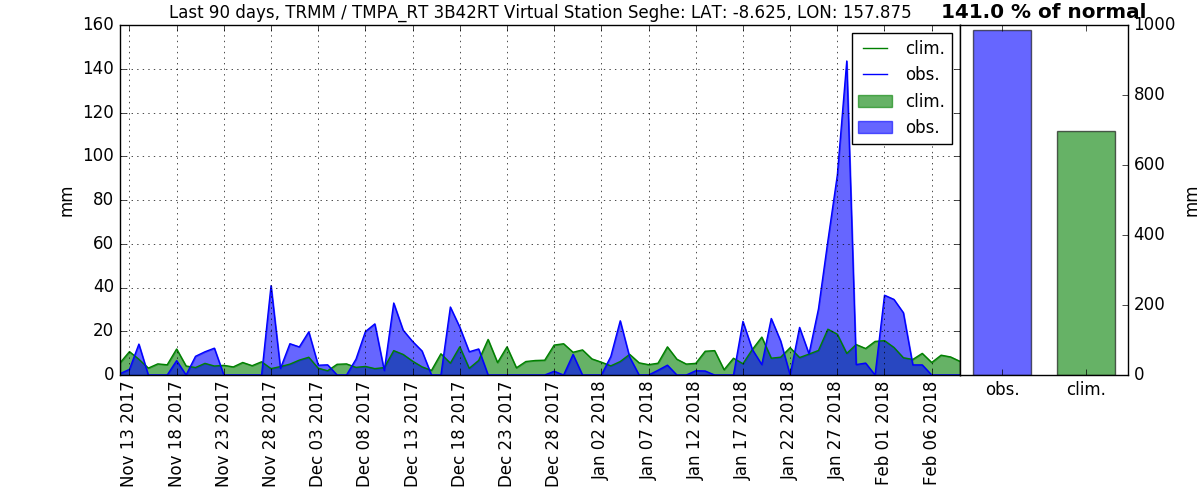 Last 90 days, TRMM / TMPA_RT 3B42RT Virtual Station Seghe: LAT: -8.625, LON: 157.875
141.0 % of normal
160
140
120
100
80
60
40
20
0
mm
clim.
obs.
clim.
obs.
Nov 13 2017
Nov 18 2017
Nov 23 2017
Nov 28 2017
Dec 03 2017
Dec 08 2017
Dec 13 2017
Dec 18 2017
Dec 23 2017
Dec 28 2017
Jan 02 2018
Jan 07 2018
Jan 12 2018
Jan 17 2018
Jan 22 2018
Jan 27 2018
Feb 01 2018
Feb 06 2018
1000
800
600
400
200
0
mm
obs.
clim.